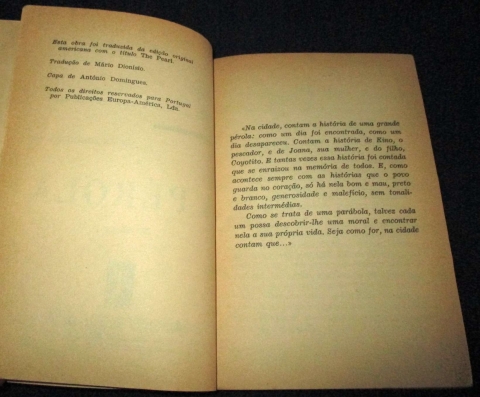 Esta obra foi traduzida da edição original
americana com o título The Pearl.
Tradução de Mário Dionísio.
Capa de António Domingues.
Todos os direitos reservados para Portugal
por Publicações Europa-América, Lda.
«Na cidade, contam a história de uma grande
pérola: como um dia foi encontrada, como um
dia desapareceu. Contam a história de Kino, o
pescador, e de Joana, sua mulher, e do filho,
Coyotito. E tantas vezes essa história foi contada
que se enraizou na memória de todos. E, como
acontece sempre com as histórias que o povo
guarda no coração, só há nela bom e mau, preto
e branco, generosidade e malefício, sem tonali-
dades intermédias.
Como se trata de uma parábola, talvez cada
um possa descobrir-lhe uma moral e encontrar
nela a sua própria vida. Seja como for, na cidade
contam que...»